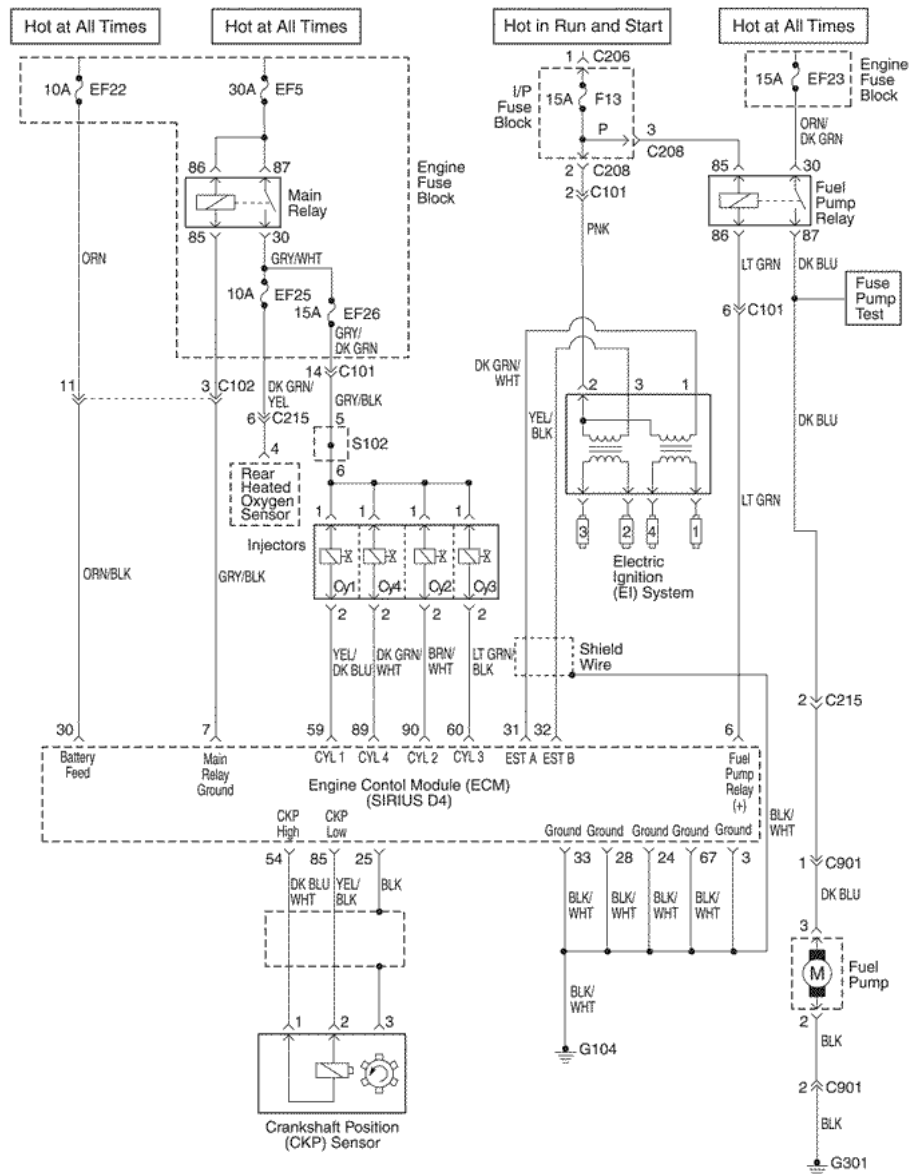 Hot at All Times
Hot at All Times
Hot in Run and Start
Hot at All Times
10A EF22
30A EF5
1 C206
I/P
Fuse
Block
15A F13
P
3
C208
2 C208
2 C101
15A EF23
Engine
Fuse
Block
ORN/
DK GRN
86 87
Main
Relay
85 30
Engine
Fuse
Block
85 30
Fuel
Pump
Relay
86 87
ORN
GRY/WHT
10A EF25
15A EF26
GRY/
DK GRN
PNK
LT GRN
DK BLU
6 C101
Fuse
Pump
Test
11
3 C102
DK GRN/
YEL
6 C215
4
Rear
Heated
Oxygen
Sensor
14 C101
GRY/BLK
5
S102
6
DK GRN/
WHT
YEL/
BLK
2 3 1
3 2 4 1
Electric
Ignition
(EI) System
DK BLU
LT GRN
Injectors
1 1 1 1
Cy1 Cy4 Cy2 Cy3
2 2 2 2
ORN/BLK
GRY/BLK
YEL/
DK BLU
DK GRN/
WHT
BRN/
WHT
LT GRN/
BLK
Shield
Wire
2 C215
30 7 59 89 90 60 31 32 6
Battery
Feed
Main
Relay
Ground
CYL 1 CYL 4 CYL 2 CYL 3 EST A EST B
Fuel
Pump
Relay
(+)
Engine Contol Module (ECM)
(SIRIUS D4)
CKP
High
CKP
Low
Ground Ground Ground Ground Ground
BLK/
WHT
54 85 25 33 28 24 67 3
DK BLU
WHT
YEL/
BLK
BLK
BLK/
WHT
BLK/
WHT
BLK/
WHT
BLK/
WHT
1 C901
DK BLU
3
M
Fuel
Pump
2
BLK
BLK/
WHT
G104
1 2 3
Crankshaft Position
(CKP) Sensor
2 C901
BLK
G301